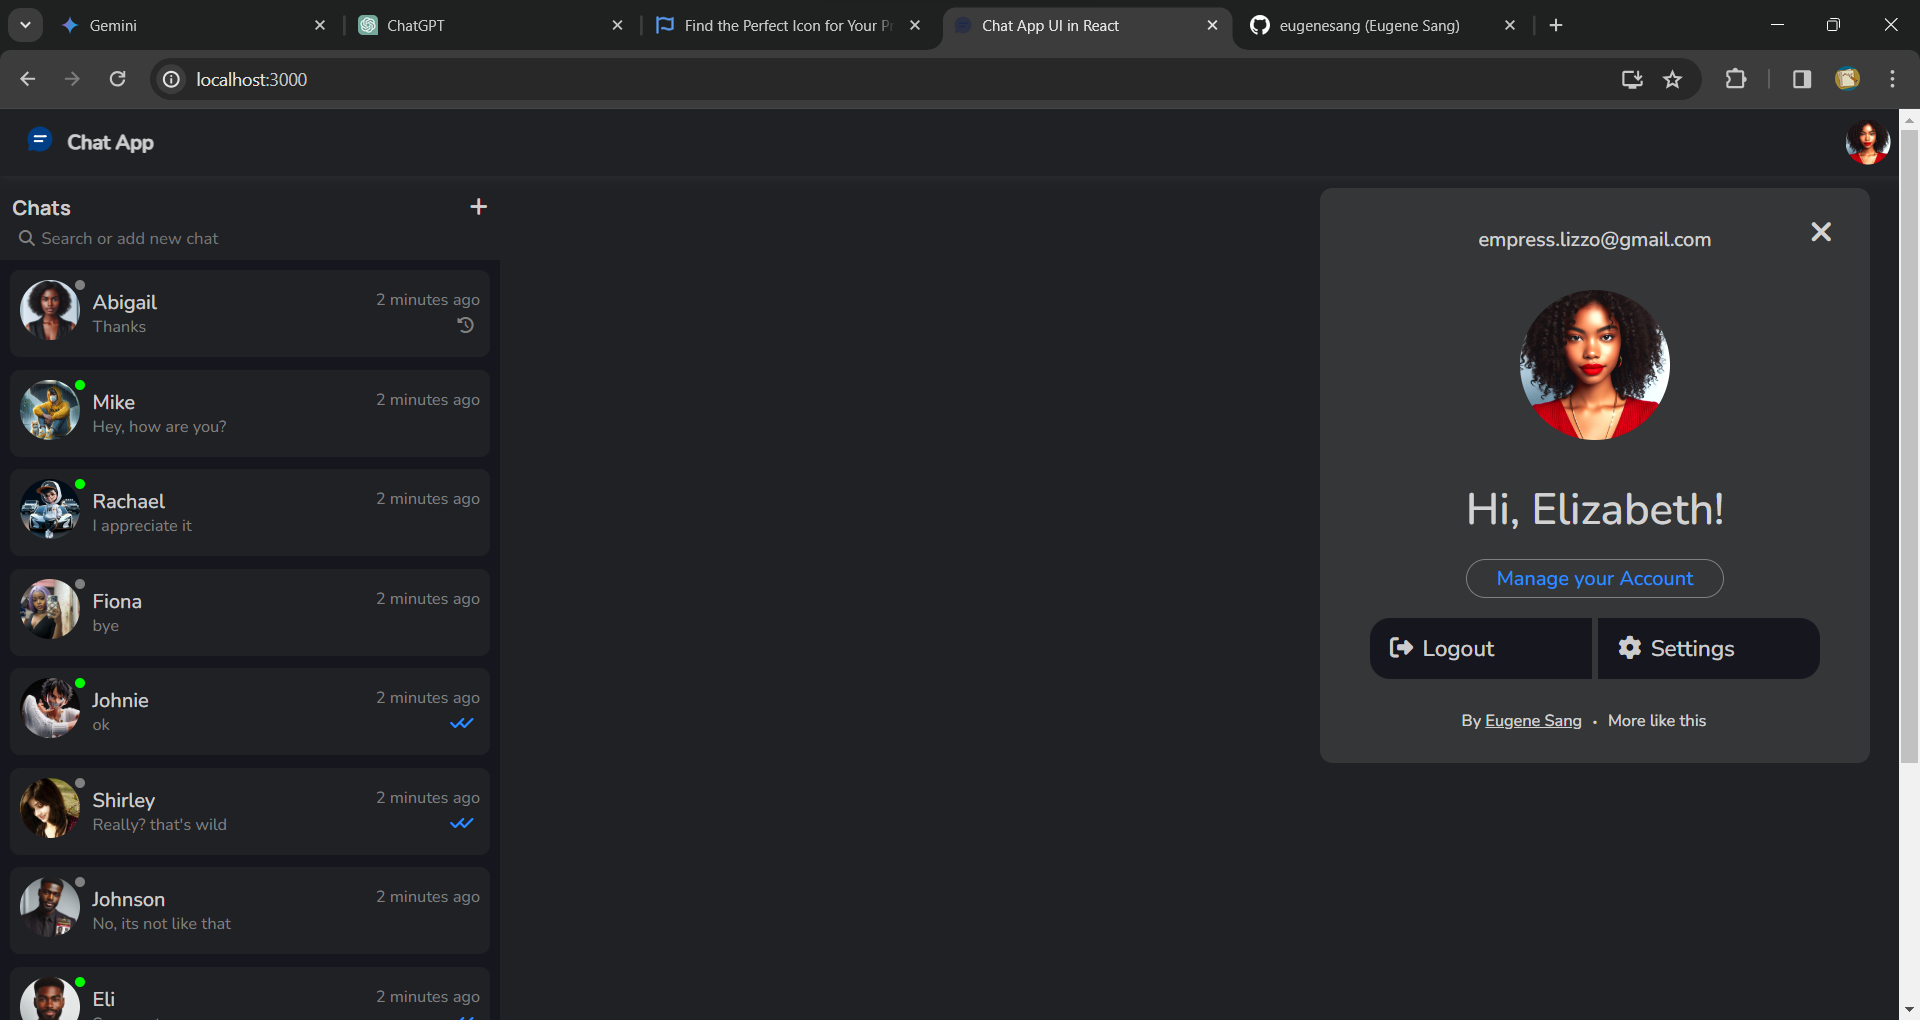 Gemini
ChatGPT
Find the Perfect Icon for Your P
Chat App UI in React
eugenesang (Eugene Sang)
localhost:3000
Chat App
Chats
Search or add new chat
Abigail
2 minutes ago
Thanks
Mike
2 minutes ago
Hey, how are you?
Rachael
2 minutes ago
I appreciate it
Fiona
2 minutes ago
bye
Johnie
2 minutes ago
ok
Shirley
2 minutes ago
Really? that's wild
Johnson
2 minutes ago
No, its not like that
Eli
2 minutes ago
empress.lizzo@gmail.com
Hi, Elizabeth!
Manage your Account
Logout
Settings
By Eugene Sang • More like this